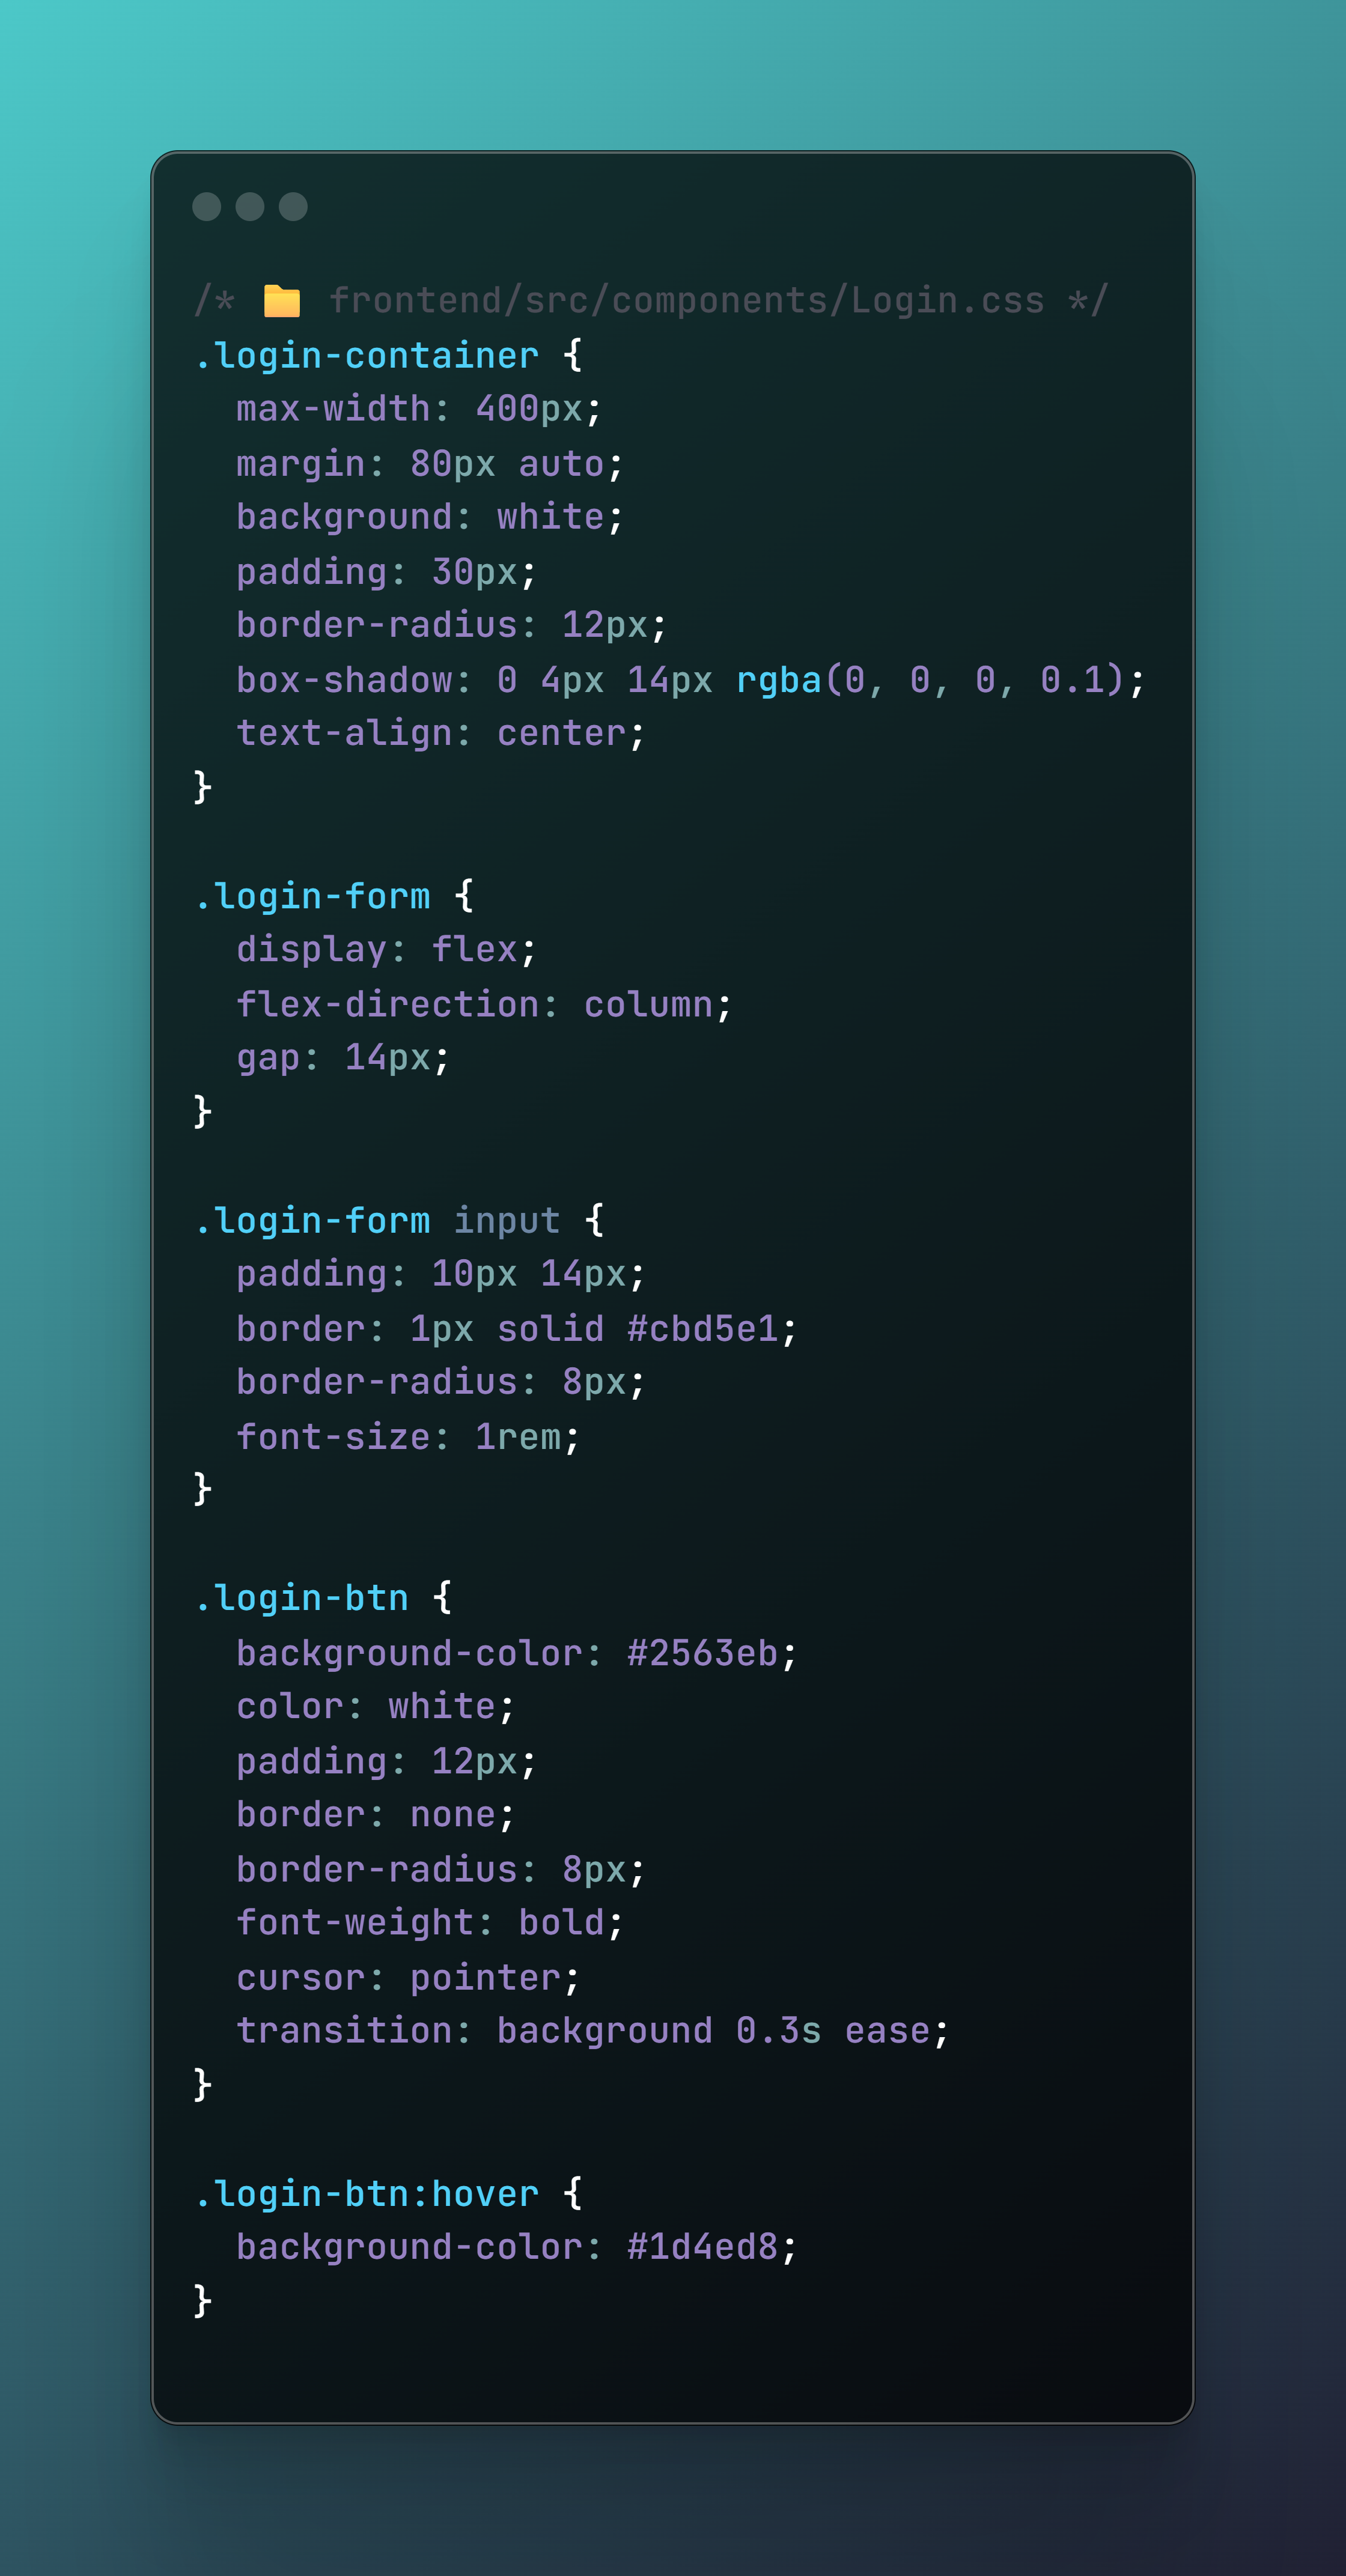 /* 📁 frontend/src/components/Login.css */
.login-container {
  max-width: 400px;
  margin: 80px auto;
  background: white;
  padding: 30px;
  border-radius: 12px;
  box-shadow: 0 4px 14px rgba(0, 0, 0, 0.1);
  text-align: center;
}

.login-form {
  display: flex;
  flex-direction: column;
  gap: 14px;
}

.login-form input {
  padding: 10px 14px;
  border: 1px solid #cbd5e1;
  border-radius: 8px;
  font-size: 1rem;
}

.login-btn {
  background-color: #2563eb;
  color: white;
  padding: 12px;
  border: none;
  border-radius: 8px;
  font-weight: bold;
  cursor: pointer;
  transition: background 0.3s ease;
}

.login-btn:hover {
  background-color: #1d4ed8;
}